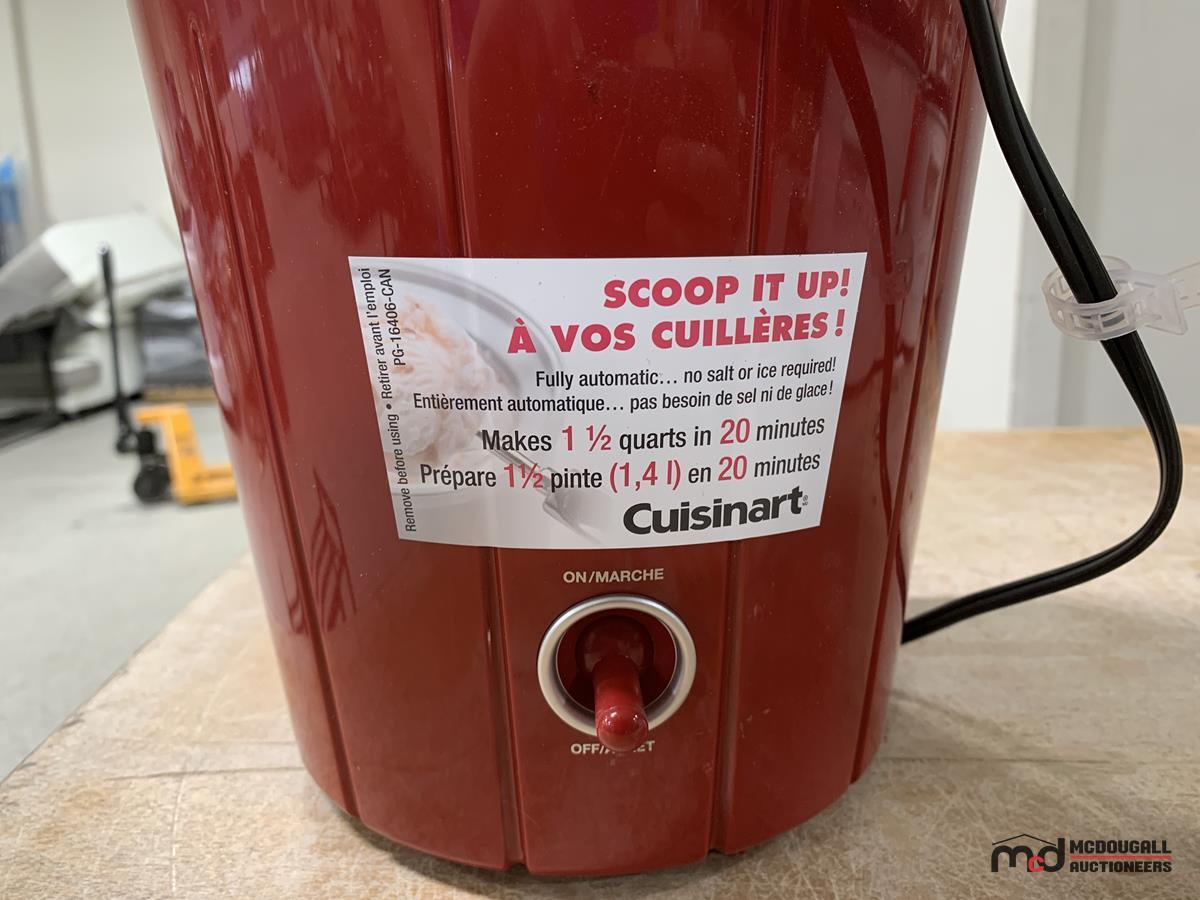 SCOOP IT UP!
À VOS CUILLÈRES!
Fully automatic... no salt or ice required!
Entièrement automatique... pas besoin de sel ni de glace!
Makes 1 ½ quarts in 20 minutes
Prépare 1½ pinte (1,4 l) en 20 minutes
Cuisinart®
Remove before using • Retirer avant l'emploi
PG-16406-CAN
ON/MARCHE
OFF/
mcd MCDOUGALL
AUCTIONEERS